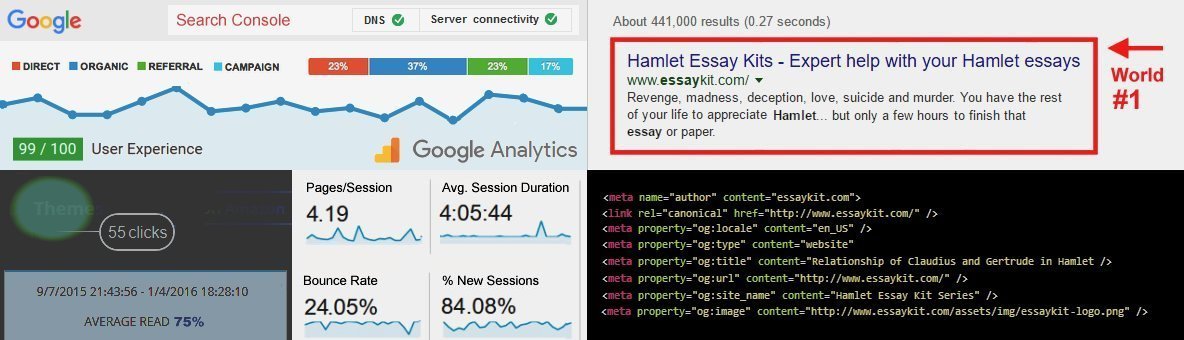 Google
Search Console
DNS
Server connectivity
DIRECT
ORGANIC
REFERRAL
CAMPAIGN
23%
37%
23%
17%
99 / 100
User Experience
Google Analytics
About 441,000 results (0.27 seconds)
Hamlet Essay Kits - Expert help with your Hamlet essays
www.essaykit.com/
Revenge, madness, deception, love, suicide and murder. You have the rest
of your life to appreciate Hamlet... but only a few hours to finish that
essay or paper.
World
#1
Theme
Amazon
55 clicks
9/7/2015 21:43:56 - 1/4/2016 18:28:10
AVERAGE READ 75%
Pages/Session
4.19
Avg. Session Duration
4:05:44
Bounce Rate
24.05%
% New Sessions
84.08%
<meta name="author" content="essaykit.com">
<link rel="canonical" href="http://www.essaykit.com/" />
<meta property="og:locale" content="en_US" />
<meta property="og:type" content="website"
<meta property="og:title" content="Relationship of Claudius and Gertrude in Hamlet />
<meta property="og:url" content="http://www.essaykit.com/" />
<meta property="og:site_name" content="Hamlet Essay Kit Series" />
<meta property="og:image" content="http://www.essaykit.com/assets/img/essaykit-logo.png" />